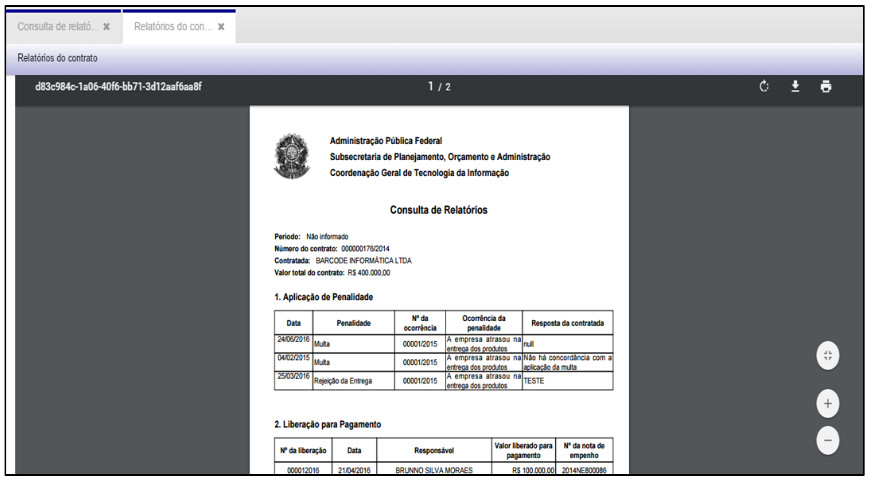 Consulta de relató... ×
Relatórios do con... ×
Relatórios do contrato
d83c984c-1a06-40f6-bb71-3d12aaf6aa8f
1 / 2
Administração Pública Federal
Subsecretaria de Planejamento, Orçamento e Administração
Coordenação Geral de Tecnologia da Informação
Consulta de Relatórios
Período: Não informado
Número do contrato: 000000176/2014
Contratada: BARCODE INFORMÁTICA LTDA
Valor total do contrato: R$ 400.000,00
1. Aplicação de Penalidade
Data Penalidade Nº da ocorrência Ocorrência da penalidade Resposta da contratada
24/06/2016 Multa 00001/2015 A empresa atrasou na entrega dos produtos null
04/02/2015 Multa 00001/2015 A empresa atrasou na entrega dos produtos Não há concordância com a aplicação da multa
25/03/2016 Rejeição da Entrega 00001/2015 A empresa atrasou na entrega dos produtos TESTE
2. Liberação para Pagamento
Nº da liberação Data Responsável Valor liberado para pagamento Nº da nota de empenho
000012016 21/04/2016 BRUNNO SILVA MORAES R$ 100.000,00 2014NE800086